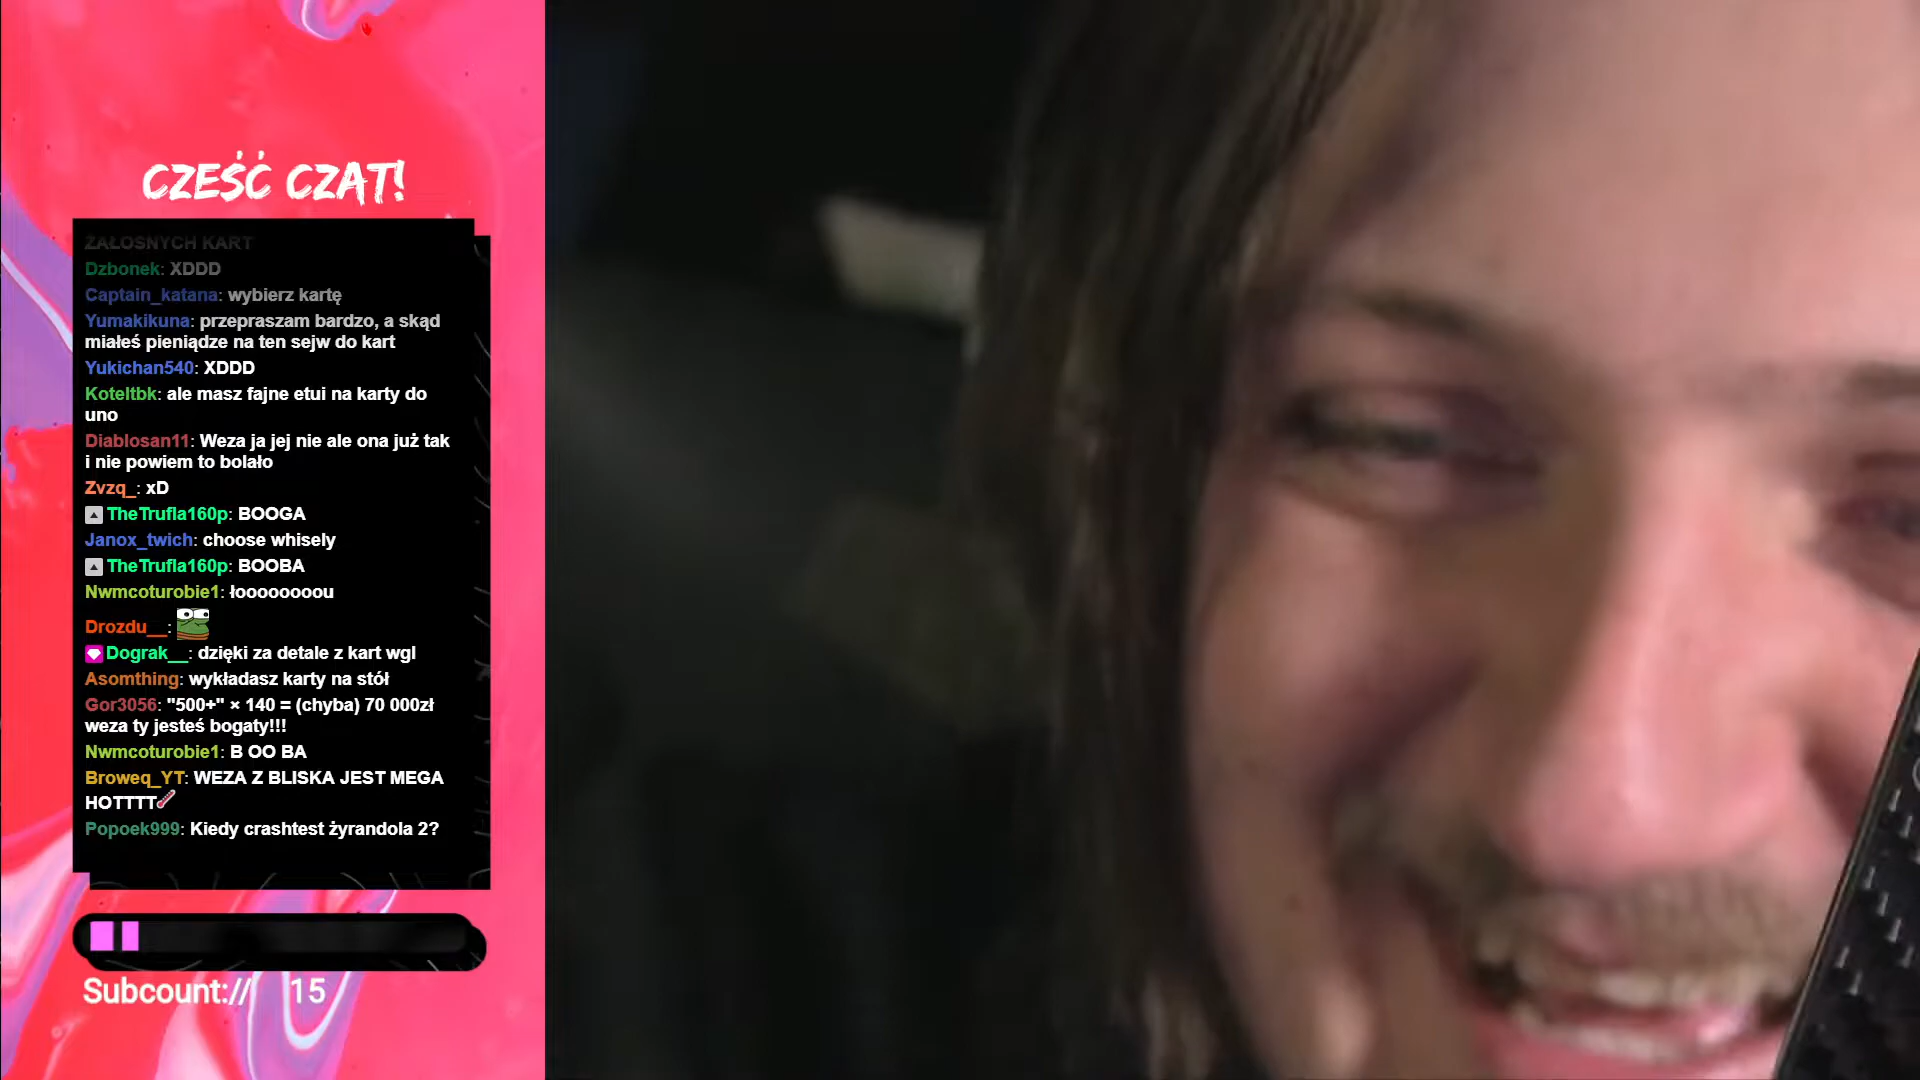 CZEŚĆ CZAT!
ŻAŁOSNYCH KART
Dzbonek: XDDD
Captain_katana: wybierz kartę
Yumakikuna: przepraszam bardzo, a skąd
miałeś pieniądze na ten sejw do kart
Yukichan540: XDDD
Koteltbk: ale masz fajne etui na karty do
uno
Diablosan11: Weza ja jej nie ale ona już tak
i nie powiem to bolało
Zvzq_: xD
TheTrufla160p: BOOGA
Janox_twich: choose whisely
TheTrufla160p: BOOBA
Nwmcoturobie1: łoooooooou
Drozdu__:
Dograk__: dzięki za detale z kart wgl
Asomthing: wykładasz karty na stół
Gor3056: "500+" × 140 = (chyba) 70 000zł
weza ty jesteś bogaty!!!
Nwmcoturobie1: B OO BA
Broweq_YT: WEZA Z BLISKA JEST MEGA
HOTTTT
Popoek999: Kiedy crashtest żyrandola 2?
Subcount:// 15